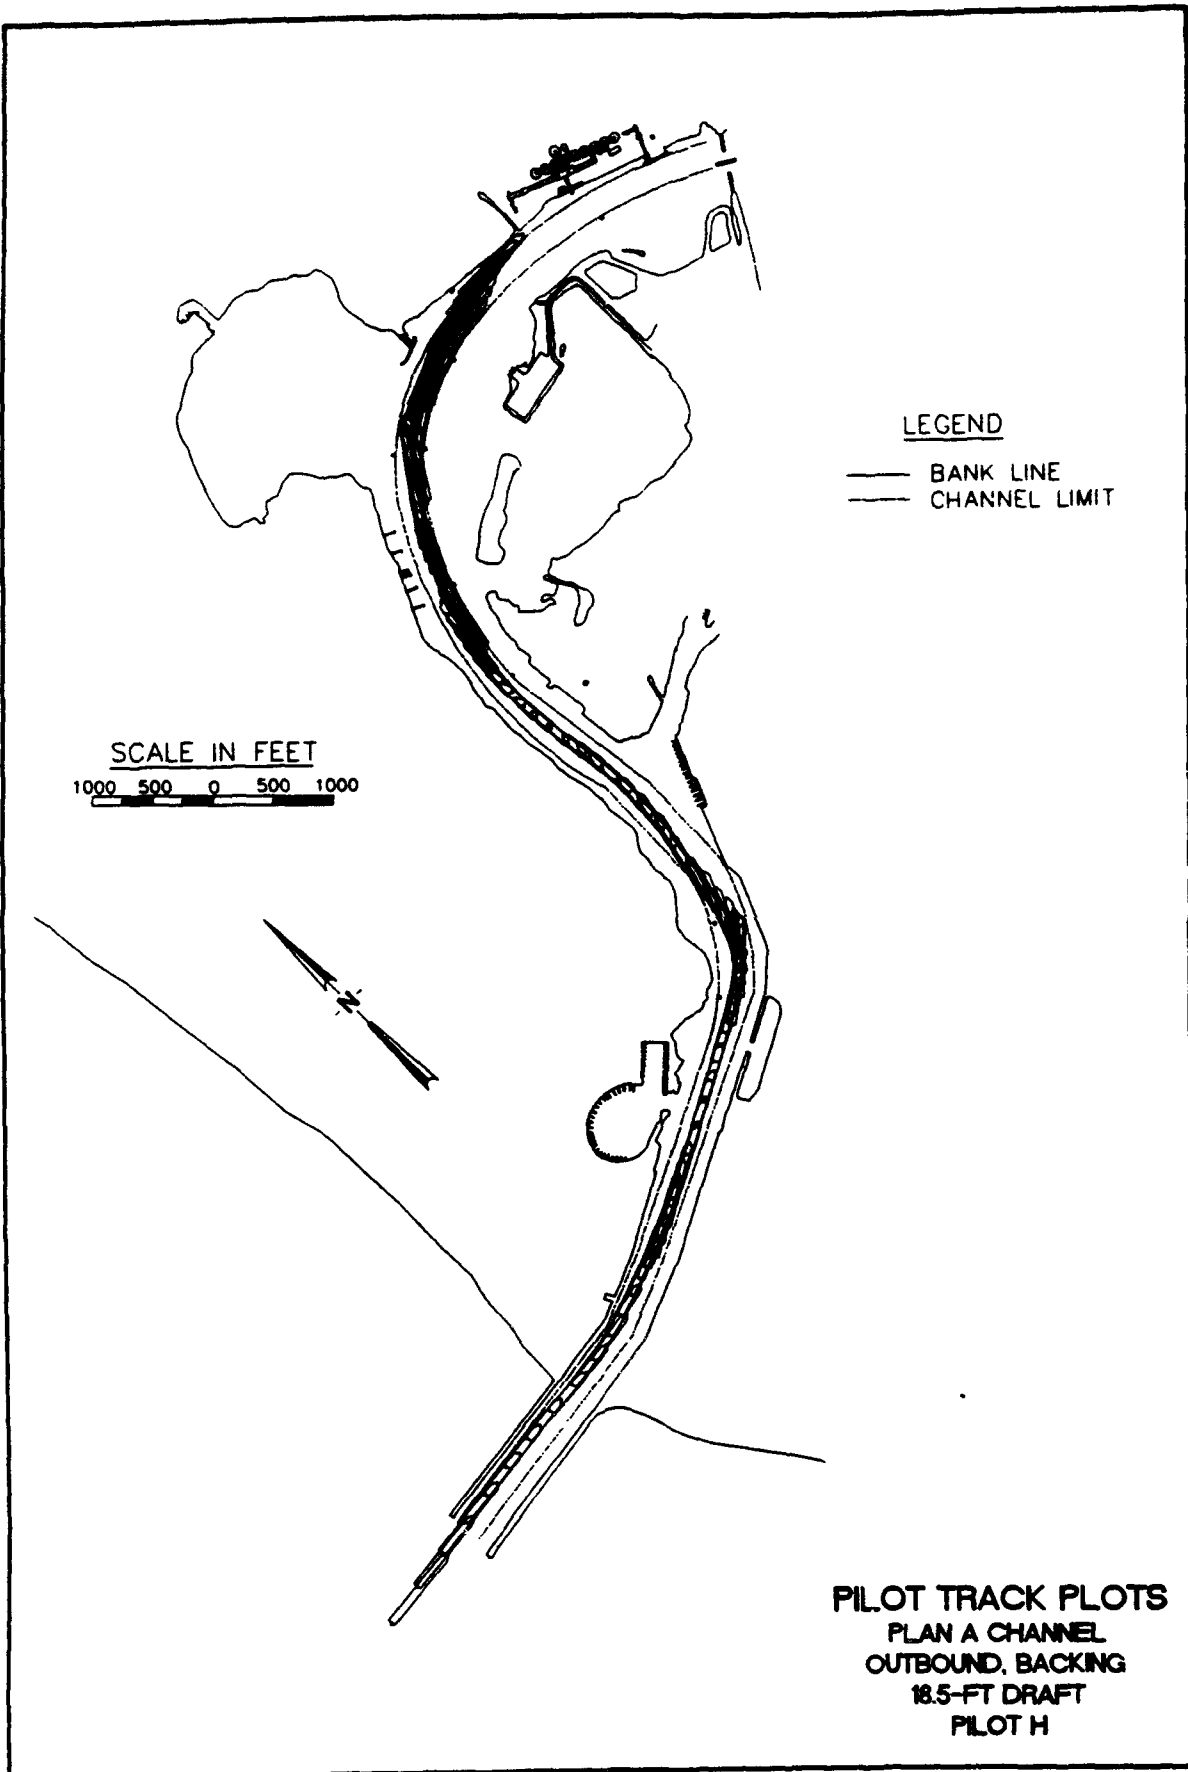 LEGEND
BANK LINE
CHANNEL LIMIT
SCALE IN FEET
1000 500 0 500 1000
N
PILOT TRACK PLOTS
PLAN A CHANNEL
OUTBOUND, BACKING
18.5-FT DRAFT
PILOT H